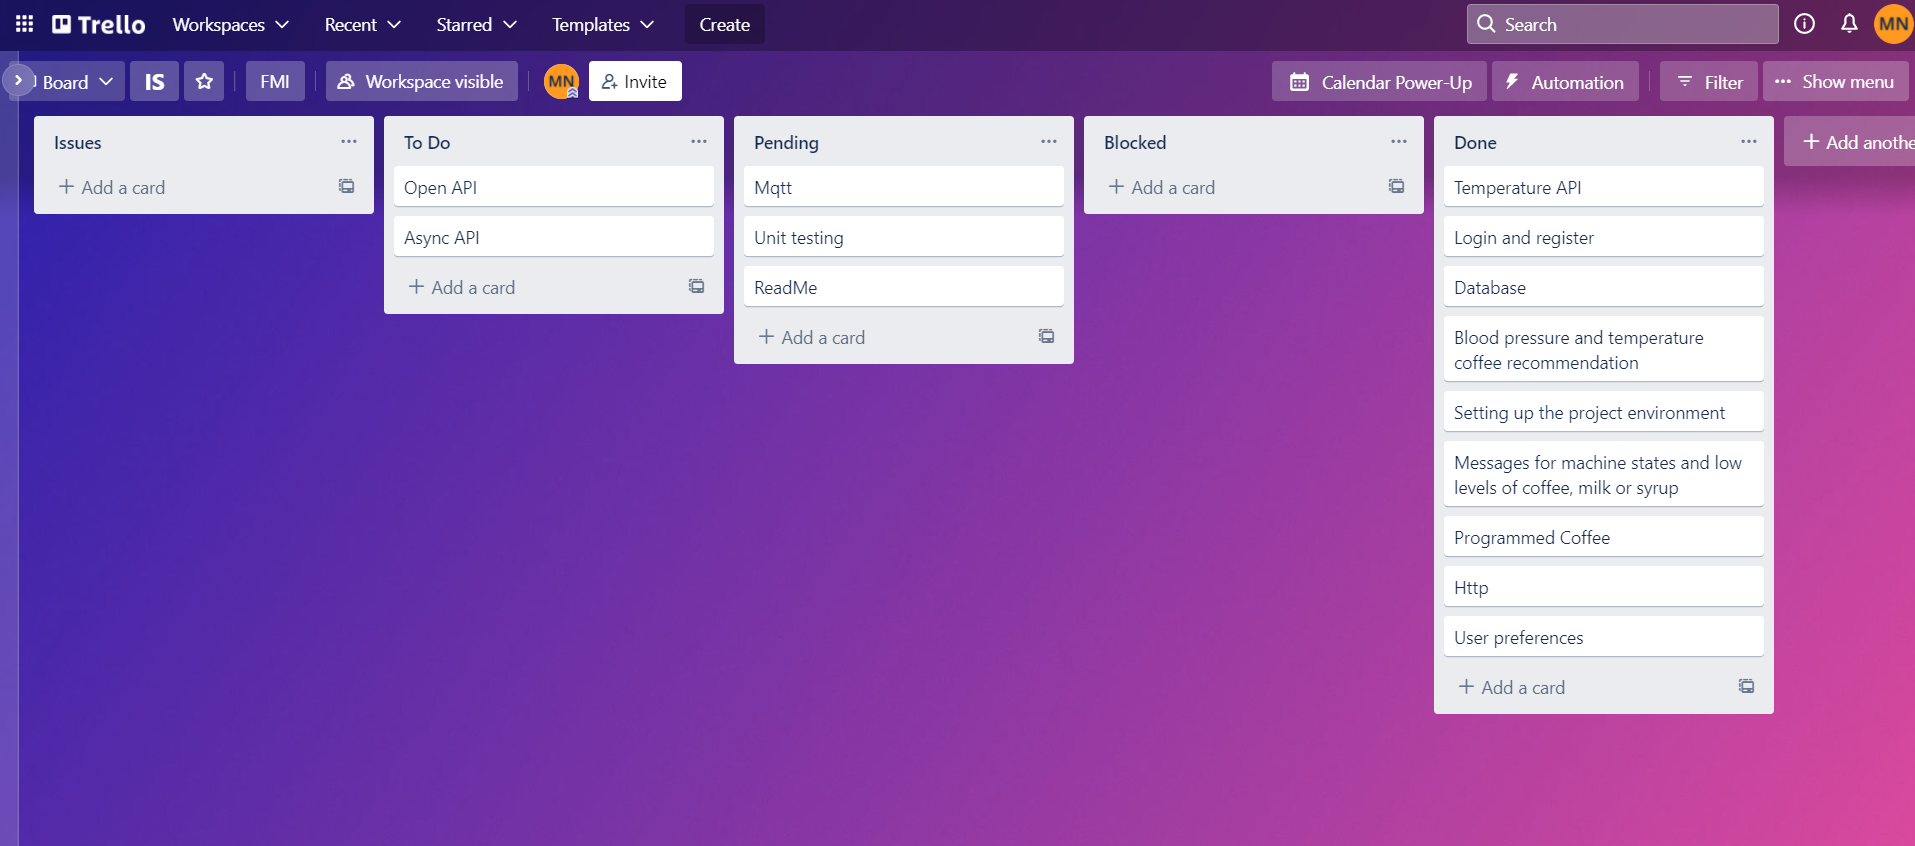 Trello
Workspaces
Recent
Starred
Templates
Create
Search
MN
Board
IS
FMI
Workspace visible
MN
Invite
Calendar Power-Up
Automation
Filter
Show menu
Issues
Add a card
To Do
Open API
Async API
Add a card
Pending
Mqtt
Unit testing
ReadMe
Add a card
Blocked
Add a card
Done
Temperature API
Login and register
Database
Blood pressure and temperature
coffee recommendation
Setting up the project environment
Messages for machine states and low
levels of coffee, milk or syrup
Programmed Coffee
Http
User preferences
Add a card
Add anothe